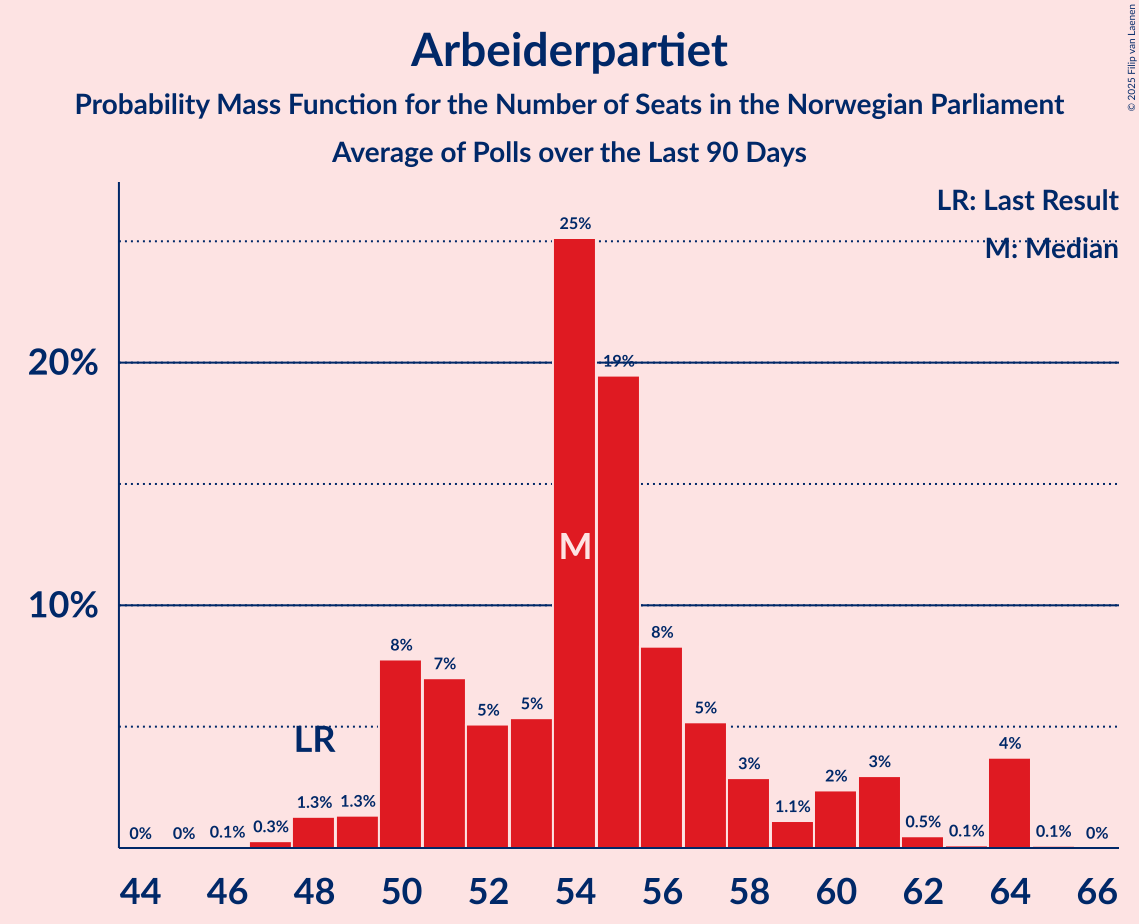 Arbeiderpartiet
Probability Mass Function for the Number of Seats in the Norwegian Parliament
Average of Polls over the Last 90 Days
© 2025 Filip van Laenen
LR: Last Result
M: Median
20%
10%
0%
0%
0.1%
0.3%
1.3%
1.3%
8%
7%
5%
5%
25%
19%
8%
5%
3%
1.1%
2%
3%
0.5%
0.1%
4%
0.1%
0%
LR
M
44 46 48 50 52 54 56 58 60 62 64 66